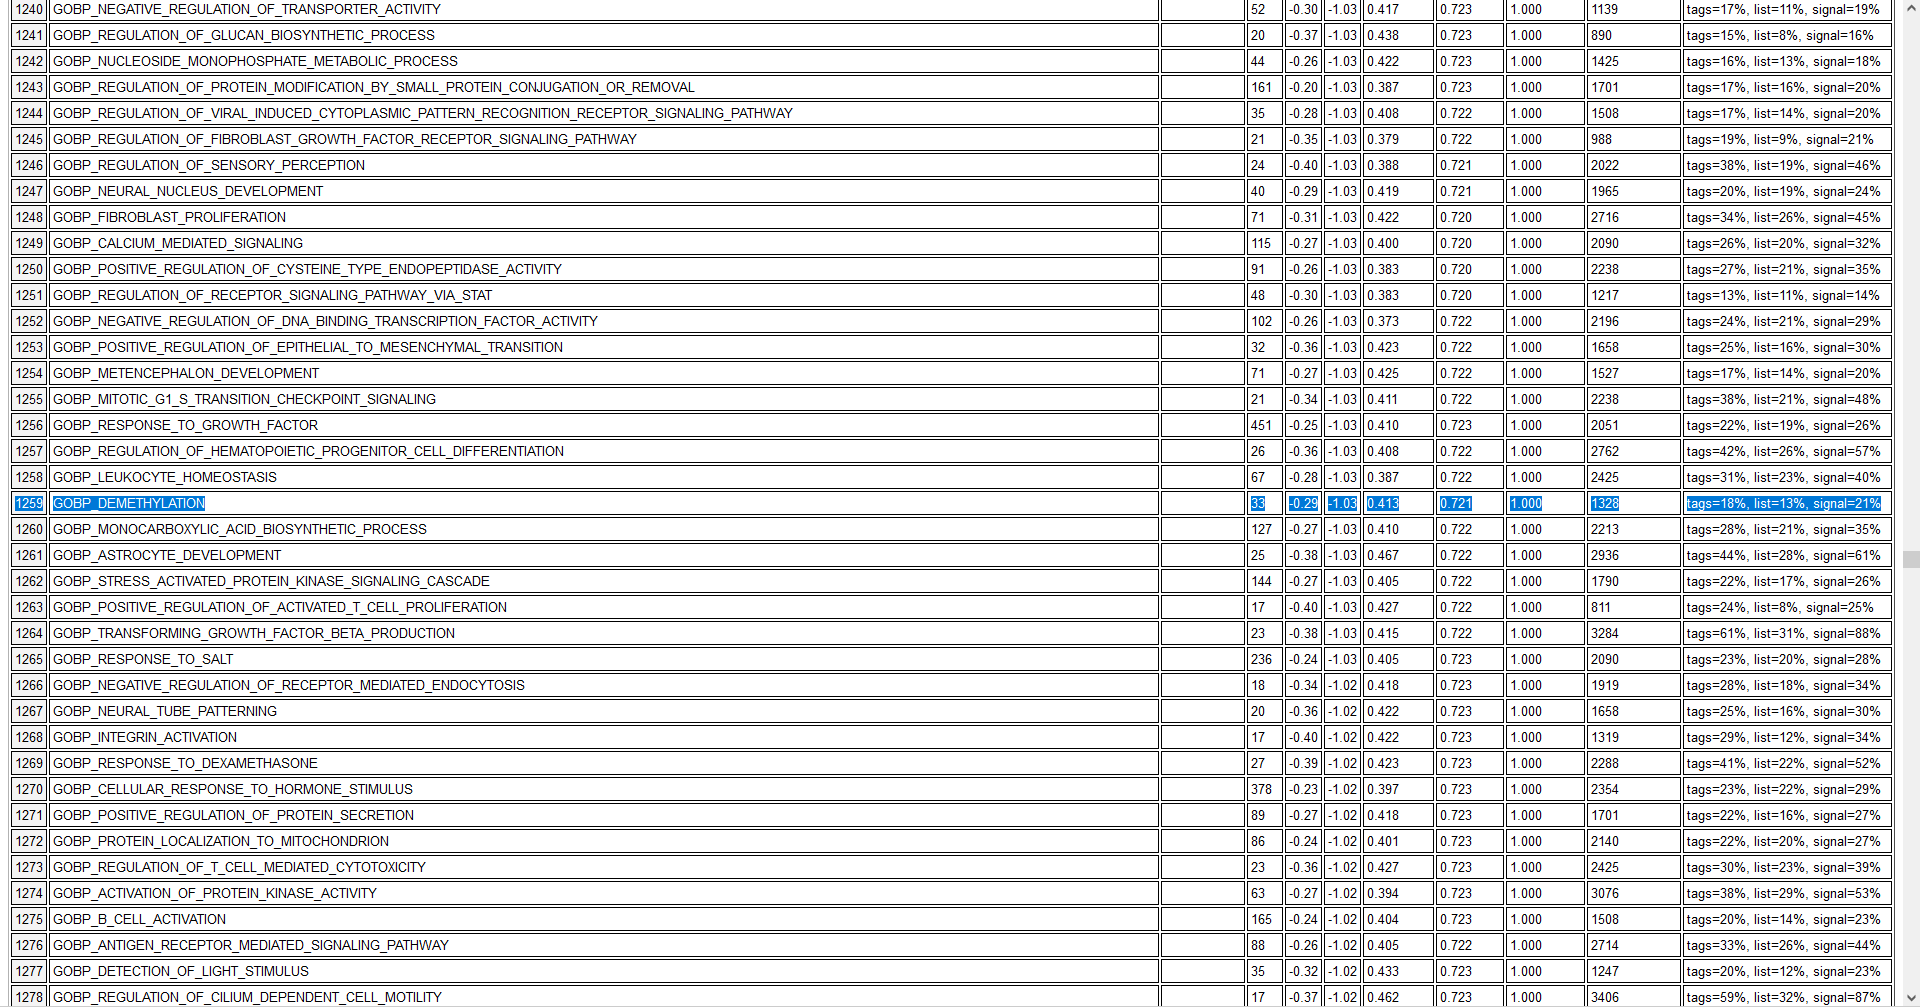 1240 GOBP_NEGATIVE_REGULATION_OF_TRANSPORTER_ACTIVITY 52 -0.30 -1.03 0.417 0.723 1.000 1139 tags=17%, list=11%, signal=19%
1241 GOBP_REGULATION_OF_GLUCAN_BIOSYNTHETIC_PROCESS 20 -0.37 -1.03 0.438 0.723 1.000 890 tags=15%, list=8%, signal=16%
1242 GOBP_NUCLEOSIDE_MONOPHOSPHATE_METABOLIC_PROCESS 44 -0.26 -1.03 0.422 0.723 1.000 1425 tags=16%, list=13%, signal=18%
1243 GOBP_REGULATION_OF_PROTEIN_MODIFICATION_BY_SMALL_PROTEIN_CONJUGATION_OR_REMOVAL 161 -0.20 -1.03 0.387 0.723 1.000 1701 tags=17%, list=16%, signal=20%
1244 GOBP_REGULATION_OF_VIRAL_INDUCED_CYTOPLASMIC_PATTERN_RECOGNITION_RECEPTOR_SIGNALING_PATHWAY 35 -0.28 -1.03 0.408 0.722 1.000 1508 tags=17%, list=14%, signal=20%
1245 GOBP_REGULATION_OF_FIBROBLAST_GROWTH_FACTOR_RECEPTOR_SIGNALING_PATHWAY 21 -0.35 -1.03 0.379 0.722 1.000 988 tags=19%, list=9%, signal=21%
1246 GOBP_REGULATION_OF_SENSORY_PERCEPTION 24 -0.40 -1.03 0.388 0.721 1.000 2022 tags=38%, list=19%, signal=46%
1247 GOBP_NEURAL_NUCLEUS_DEVELOPMENT 40 -0.29 -1.03 0.419 0.721 1.000 1965 tags=20%, list=19%, signal=24%
1248 GOBP_FIBROBLAST_PROLIFERATION 71 -0.31 -1.03 0.422 0.720 1.000 2716 tags=34%, list=26%, signal=45%
1249 GOBP_CALCIUM_MEDIATED_SIGNALING 115 -0.27 -1.03 0.400 0.720 1.000 2090 tags=26%, list=20%, signal=32%
1250 GOBP_POSITIVE_REGULATION_OF_CYSTEINE_TYPE_ENDOPEPTIDASE_ACTIVITY 91 -0.26 -1.03 0.383 0.720 1.000 2238 tags=27%, list=21%, signal=35%
1251 GOBP_REGULATION_OF_RECEPTOR_SIGNALING_PATHWAY_VIA_STAT 48 -0.30 -1.03 0.383 0.720 1.000 1217 tags=13%, list=11%, signal=14%
1252 GOBP_NEGATIVE_REGULATION_OF_DNA_BINDING_TRANSCRIPTION_FACTOR_ACTIVITY 102 -0.26 -1.03 0.373 0.722 1.000 2196 tags=24%, list=21%, signal=29%
1253 GOBP_POSITIVE_REGULATION_OF_EPITHELIAL_TO_MESENCHYMAL_TRANSITION 32 -0.36 -1.03 0.423 0.722 1.000 1658 tags=25%, list=16%, signal=30%
1254 GOBP_METENCEPHALON_DEVELOPMENT 71 -0.27 -1.03 0.425 0.722 1.000 1527 tags=17%, list=14%, signal=20%
1255 GOBP_MITOTIC_G1_S_TRANSITION_CHECKPOINT_SIGNALING 21 -0.34 -1.03 0.411 0.722 1.000 2238 tags=38%, list=21%, signal=48%
1256 GOBP_RESPONSE_TO_GROWTH_FACTOR 451 -0.25 -1.03 0.410 0.723 1.000 2051 tags=22%, list=19%, signal=26%
1257 GOBP_REGULATION_OF_HEMATOPOIETIC_PROGENITOR_CELL_DIFFERENTIATION 26 -0.36 -1.03 0.408 0.722 1.000 2762 tags=42%, list=26%, signal=57%
1258 GOBP_LEUKOCYTE_HOMEOSTASIS 67 -0.28 -1.03 0.387 0.722 1.000 2425 tags=31%, list=23%, signal=40%
1259 GOBP_DEMETHYLATION 33 -0.29 -1.03 0.413 0.721 1.000 1328 tags=18%, list=13%, signal=21%
1260 GOBP_MONOCARBOXYLIC_ACID_BIOSYNTHETIC_PROCESS 127 -0.27 -1.03 0.410 0.722 1.000 2213 tags=28%, list=21%, signal=35%
1261 GOBP_ASTROCYTE_DEVELOPMENT 25 -0.38 -1.03 0.467 0.722 1.000 2936 tags=44%, list=28%, signal=61%
1262 GOBP_STRESS_ACTIVATED_PROTEIN_KINASE_SIGNALING_CASCADE 144 -0.27 -1.03 0.405 0.722 1.000 1790 tags=22%, list=17%, signal=26%
1263 GOBP_POSITIVE_REGULATION_OF_ACTIVATED_T_CELL_PROLIFERATION 17 -0.40 -1.03 0.427 0.722 1.000 811 tags=24%, list=8%, signal=25%
1264 GOBP_TRANSFORMING_GROWTH_FACTOR_BETA_PRODUCTION 23 -0.38 -1.03 0.415 0.722 1.000 3284 tags=61%, list=31%, signal=88%
1265 GOBP_RESPONSE_TO_SALT 236 -0.24 -1.03 0.405 0.723 1.000 2090 tags=23%, list=20%, signal=28%
1266 GOBP_NEGATIVE_REGULATION_OF_RECEPTOR_MEDIATED_ENDOCYTOSIS 18 -0.34 -1.02 0.418 0.723 1.000 1919 tags=28%, list=18%, signal=34%
1267 GOBP_NEURAL_TUBE_PATTERNING 20 -0.36 -1.02 0.422 0.723 1.000 1658 tags=25%, list=16%, signal=30%
1268 GOBP_INTEGRIN_ACTIVATION 17 -0.40 -1.02 0.422 0.723 1.000 1319 tags=29%, list=12%, signal=34%
1269 GOBP_RESPONSE_TO_DEXAMETHASONE 27 -0.39 -1.02 0.423 0.723 1.000 2288 tags=41%, list=22%, signal=52%
1270 GOBP_CELLULAR_RESPONSE_TO_HORMONE_STIMULUS 378 -0.23 -1.02 0.397 0.723 1.000 2354 tags=23%, list=22%, signal=29%
1271 GOBP_POSITIVE_REGULATION_OF_PROTEIN_SECRETION 89 -0.27 -1.02 0.418 0.723 1.000 1701 tags=22%, list=16%, signal=27%
1272 GOBP_PROTEIN_LOCALIZATION_TO_MITOCHONDRION 86 -0.24 -1.02 0.401 0.723 1.000 2140 tags=22%, list=20%, signal=27%
1273 GOBP_REGULATION_OF_T_CELL_MEDIATED_CYTOTOXICITY 23 -0.36 -1.02 0.427 0.723 1.000 2425 tags=30%, list=23%, signal=39%
1274 GOBP_ACTIVATION_OF_PROTEIN_KINASE_ACTIVITY 63 -0.27 -1.02 0.394 0.723 1.000 3076 tags=38%, list=29%, signal=53%
1275 GOBP_B_CELL_ACTIVATION 165 -0.24 -1.02 0.404 0.723 1.000 1508 tags=20%, list=14%, signal=23%
1276 GOBP_ANTIGEN_RECEPTOR_MEDIATED_SIGNALING_PATHWAY 88 -0.26 -1.02 0.405 0.722 1.000 2714 tags=33%, list=26%, signal=44%
1277 GOBP_DETECTION_OF_LIGHT_STIMULUS 35 -0.32 -1.02 0.433 0.723 1.000 1247 tags=20%, list=12%, signal=23%
1278 GOBP_REGULATION_OF_CILIUM_DEPENDENT_CELL_MOTILITY 17 -0.37 -1.02 0.462 0.723 1.000 3406 tags=59%, list=32%, signal=87%